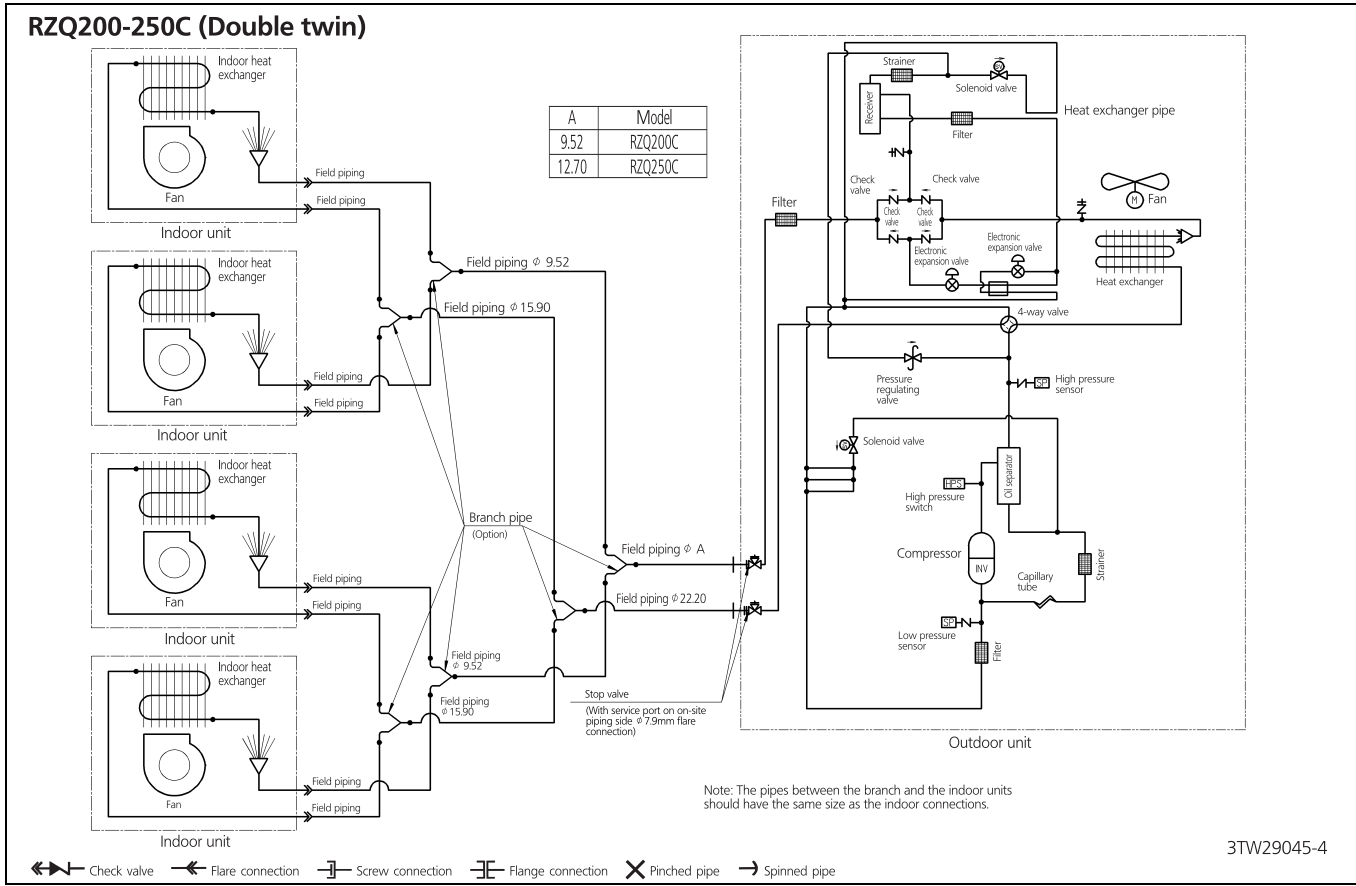 RZQ200-250C (Double twin)
Indoor heat
exchanger
Fan
Indoor unit
Field piping
Field piping
Indoor heat
exchanger
Fan
Indoor unit
Field piping
Field piping
Indoor heat
exchanger
Fan
Indoor unit
Field piping
Field piping
Indoor heat
exchanger
Fan
Indoor unit
Field piping
Field piping
Field piping ϕ 9.52
Field piping ϕ 15.90
Branch pipe
(Option)
Field piping
ϕ 9.52
Field piping
ϕ 15.90
Field piping ϕ A
Field piping ϕ 22.20
A Model
9.52 RZQ200C
12.70 RZQ250C
Stop valve
(With service port on on-site
piping side ϕ 7.9mm flare
connection)
Strainer
SV
Solenoid valve
Receiver
Filter
Heat exchanger pipe
Check
valve
Check valve
Check
valve
Check
valve
Filter
M
Fan
Electronic
expansion valve
Electronic
expansion valve
Heat exchanger
4-way valve
Pressure
regulating
valve
SP
High pressure
sensor
SV
Solenoid valve
Oil separator
HPS
High pressure
switch
Compressor
INV
Capillary
tube
Strainer
SP
Low pressure
sensor
Filter
Outdoor unit
Note: The pipes between the branch and the indoor units
should have the same size as the indoor connections.
3TW29045-4
Check valve
Flare connection
Screw connection
Flange connection
Pinched pipe
Spinned pipe